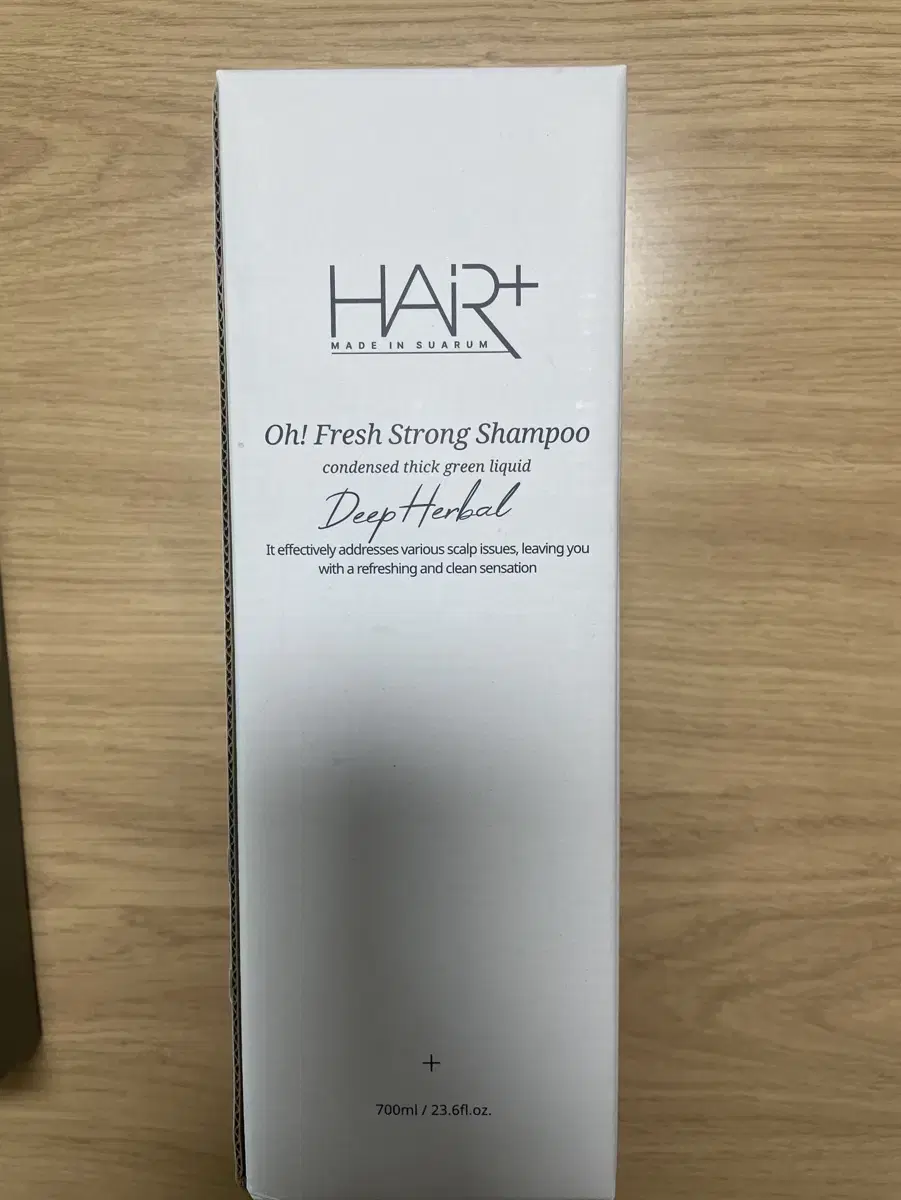 HAiR+
MADE IN SUARUM
Oh! Fresh Strong Shampoo
condensed thick green liquid
Deep Herbal
It effectively addresses various scalp issues, leaving you
with a refreshing and clean sensation
+
700ml / 23.6fl.oz.